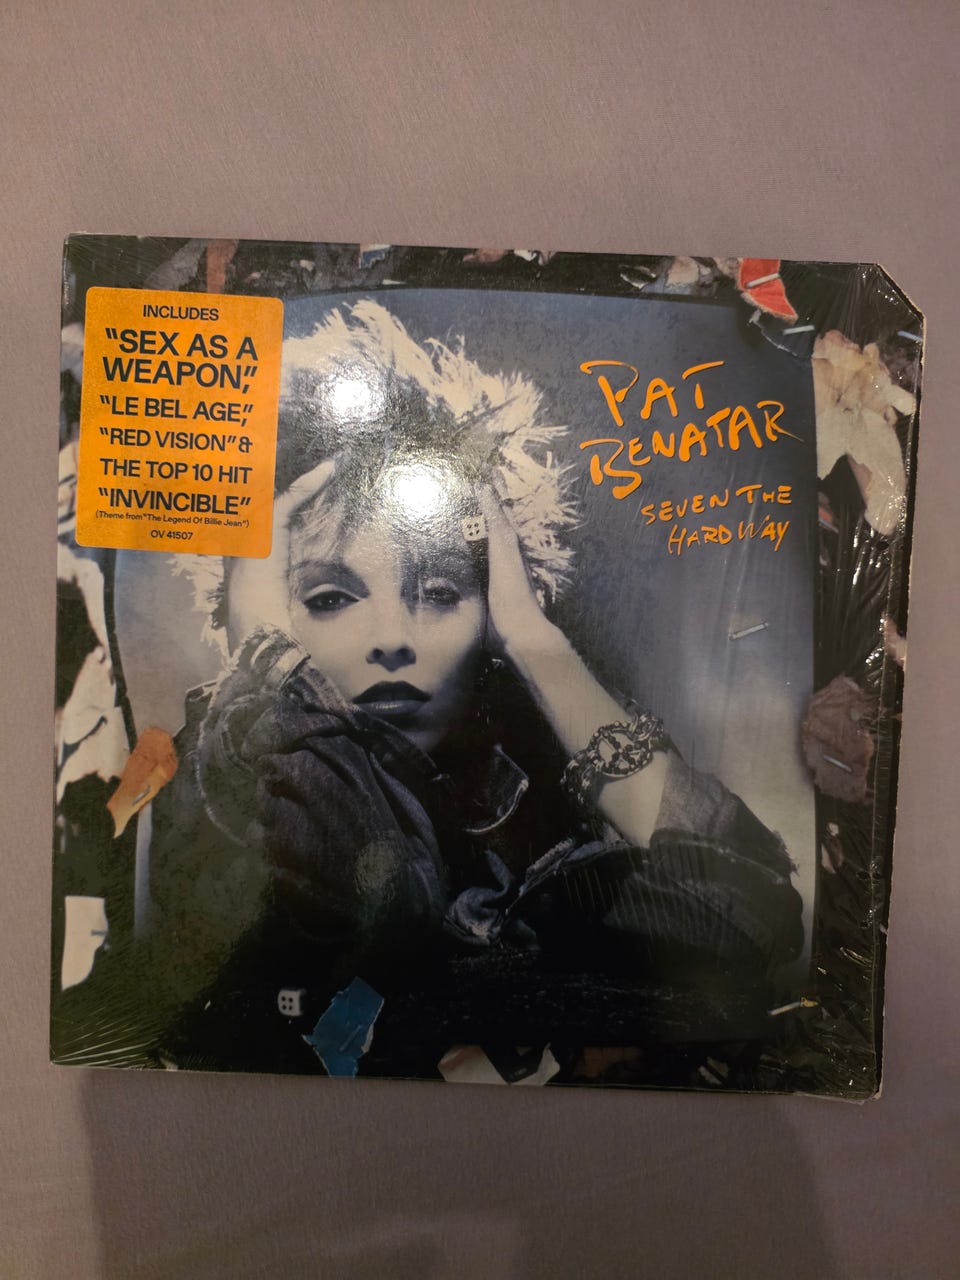 INCLUDES
"SEX AS A
WEAPON,"
"LE BEL AGE,"
"RED VISION" &
THE TOP 10 HIT
"INVINCIBLE"
(Theme from "The Legend Of Billie Jean")
OV 41507
PAT
BENATAR
SEVEN THE
HARD WAY